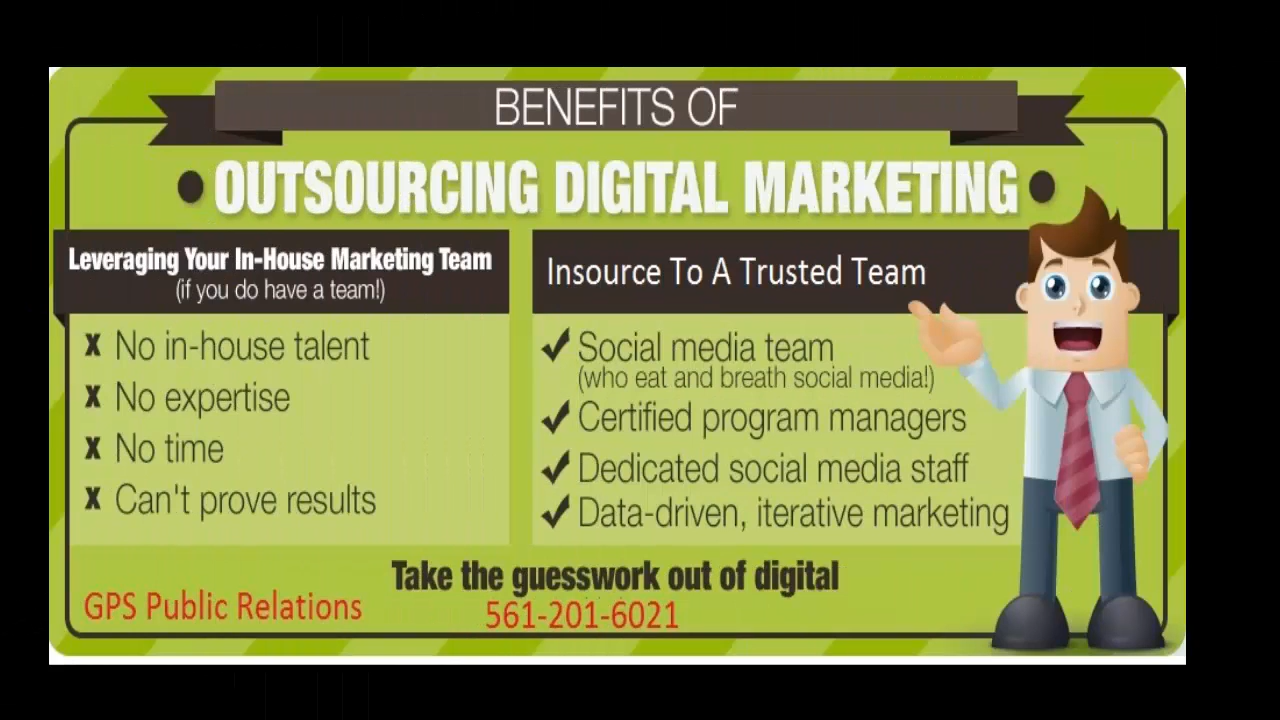 BENEFITS OF
OUTSOURCING DIGITAL MARKETING
Leveraging Your In-House Marketing Team
(if you do have a team!)
x No in-house talent
x No expertise
x No time
x Can't prove results
Insource To A Trusted Team
✓ Social media team
(who eat and breath social media!)
✓ Certified program managers
✓ Dedicated social media staff
✓ Data-driven, iterative marketing
Take the guesswork out of digital
GPS Public Relations
561-201-6021